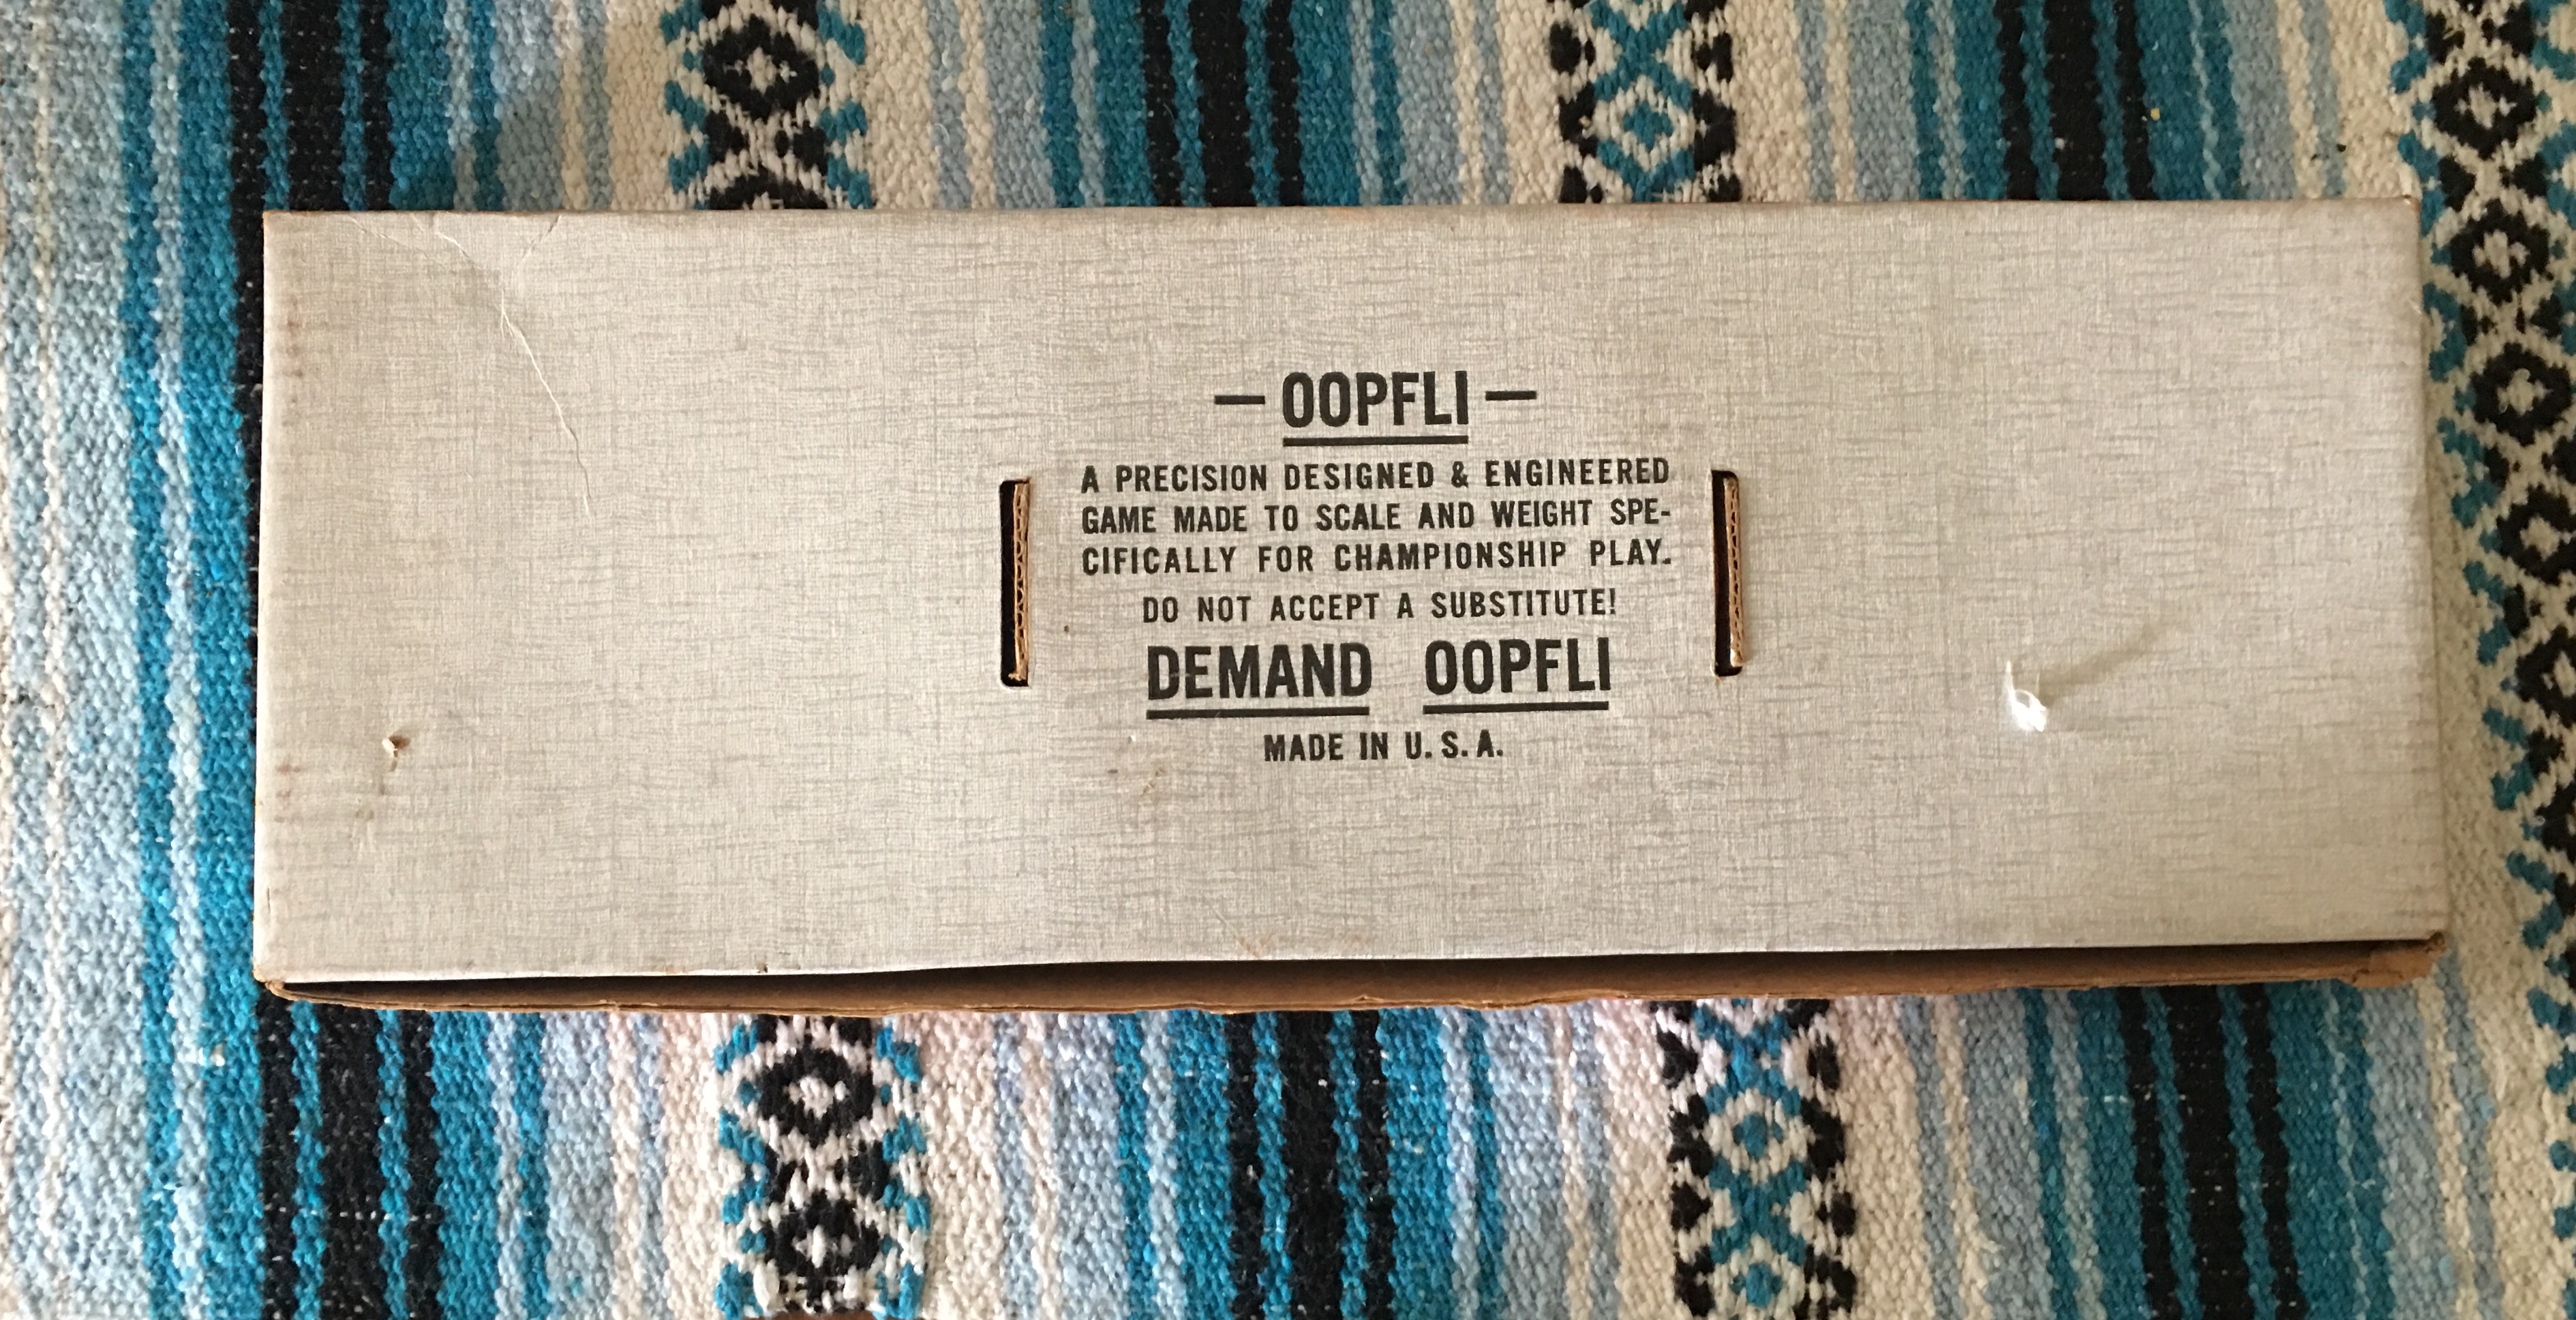 — OOPFLI —
A PRECISION DESIGNED & ENGINEERED
GAME MADE TO SCALE AND WEIGHT SPE-
CIFICALLY FOR CHAMPIONSHIP PLAY.
DO NOT ACCEPT A SUBSTITUTE!
DEMAND OOPFLI
MADE IN U.S.A.